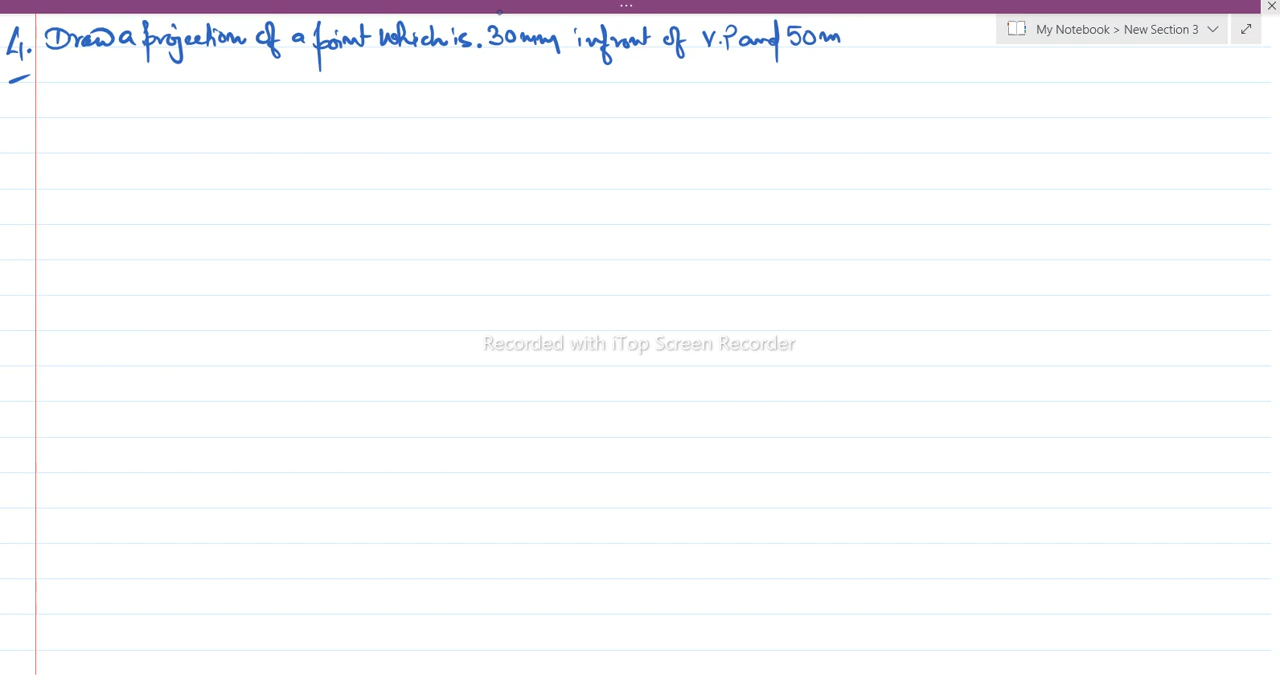 4. Draw a projection of a point which is. 30mm infront of V.P and 50m
My Notebook > New Section 3
Recorded with iTop Screen Recorder